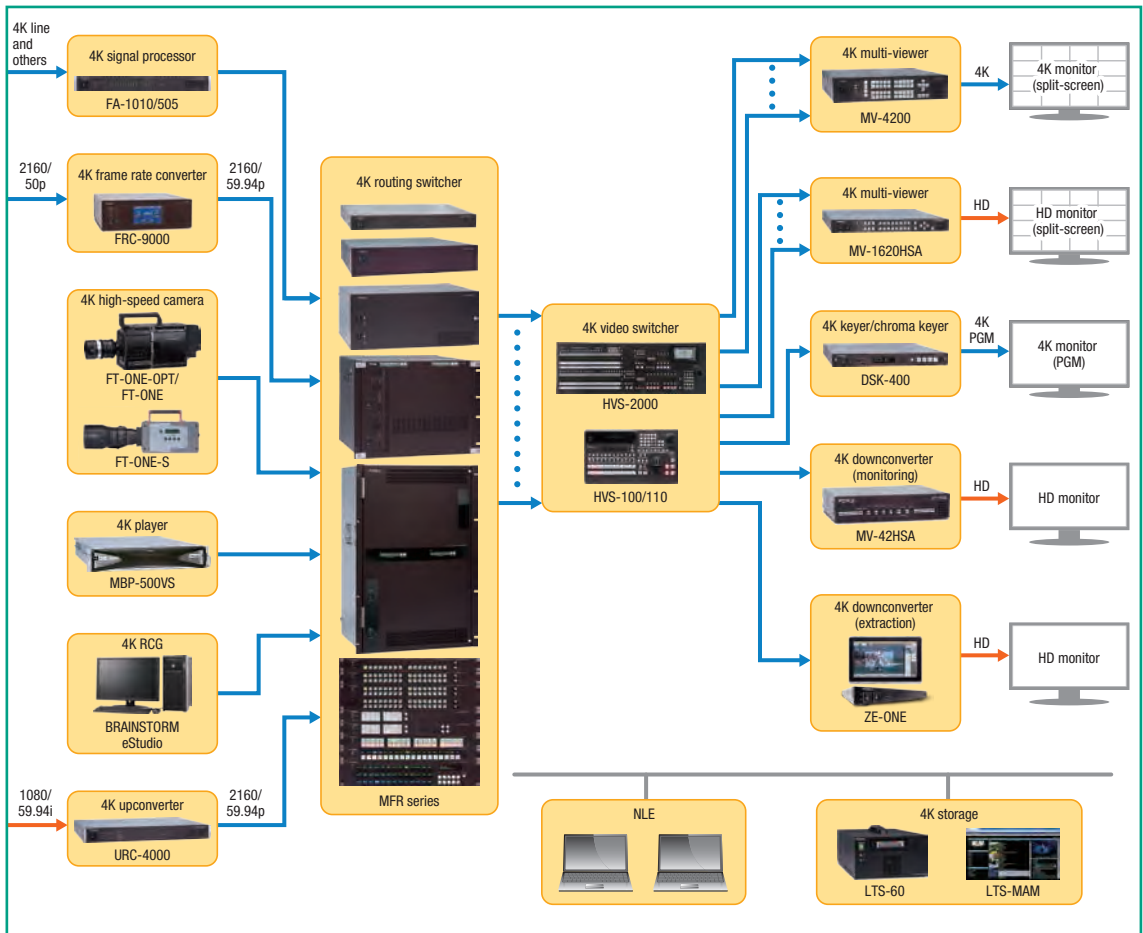 4K line
and
others
4K signal processor
FA-1010/505
2160/
50p
4K frame rate converter
FRC-9000
2160/
59.94p
4K high-speed camera
FT-ONE-OPT/
FT-ONE
FT-ONE-S
4K player
MBP-500VS
4K RCG
BRAINSTORM
eStudio
1080/
59.94i
4K upconverter
URC-4000
2160/
59.94p
4K routing switcher
MFR series
4K video switcher
HVS-2000
HVS-100/110
4K multi-viewer
MV-4200
4K
4K monitor
(split-screen)
4K multi-viewer
MV-1620HSA
HD
HD monitor
(split-screen)
4K keyer/chroma keyer
DSK-400
4K
PGM
4K monitor
(PGM)
4K downconverter
(monitoring)
MV-42HSA
HD
HD monitor
4K downconverter
(extraction)
ZE-ONE
HD
HD monitor
NLE
4K storage
LTS-60
LTS-MAM